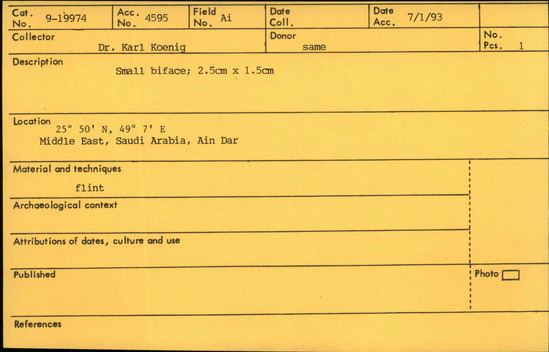 Cat. No. 9-19974 Acc. No. 4595 Field No. Ai Date Coll. Date Acc. 7/1/93
Collector Dr. Karl Koenig Donor same No. Pcs. 1
Description
Small biface; 2.5cm x 1.5cm
Location 25° 50' N, 49° 7' E
Middle East, Saudi Arabia, Ain Dar
Material and techniques
flint
Archaeological context
Attributions of dates, culture and use
Published Photo
References